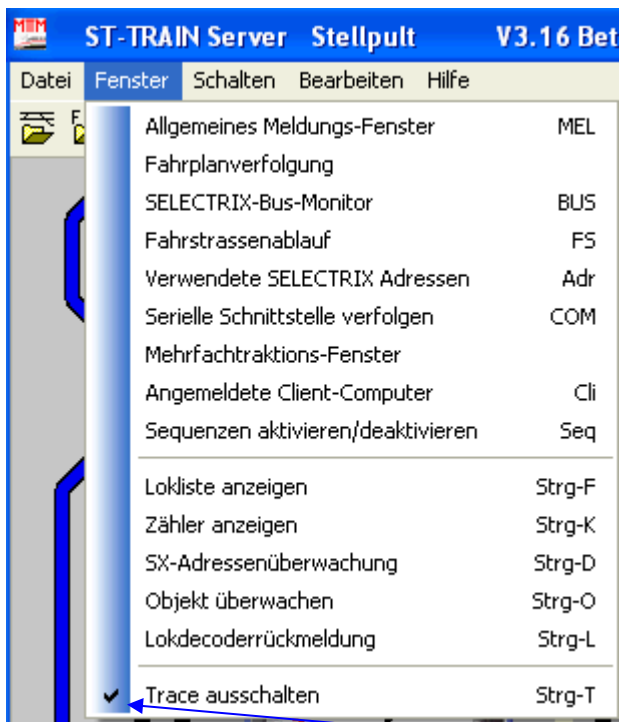 MEM ST-TRAIN Server Stellpult V3.16 Bet
Datei Fenster Schalten Bearbeiten Hilfe
F
Allgemeines Meldungs-Fenster MEL
Fahrplanverfolgung
SELECTRIX-Bus-Monitor BUS
Fahrstrassenablauf FS
Verwendete SELECTRIX Adressen Adr
Serielle Schnittstelle verfolgen COM
Mehrfachtraktions-Fenster
Angemeldete Client-Computer Cli
Sequenzen aktivieren/deaktivieren Seq
Lokliste anzeigen Strg-F
Zähler anzeigen Strg-K
SX-Adressenüberwachung Strg-D
Objekt überwachen Strg-O
Lokdecoderrückmeldung Strg-L
Trace ausschalten Strg-T